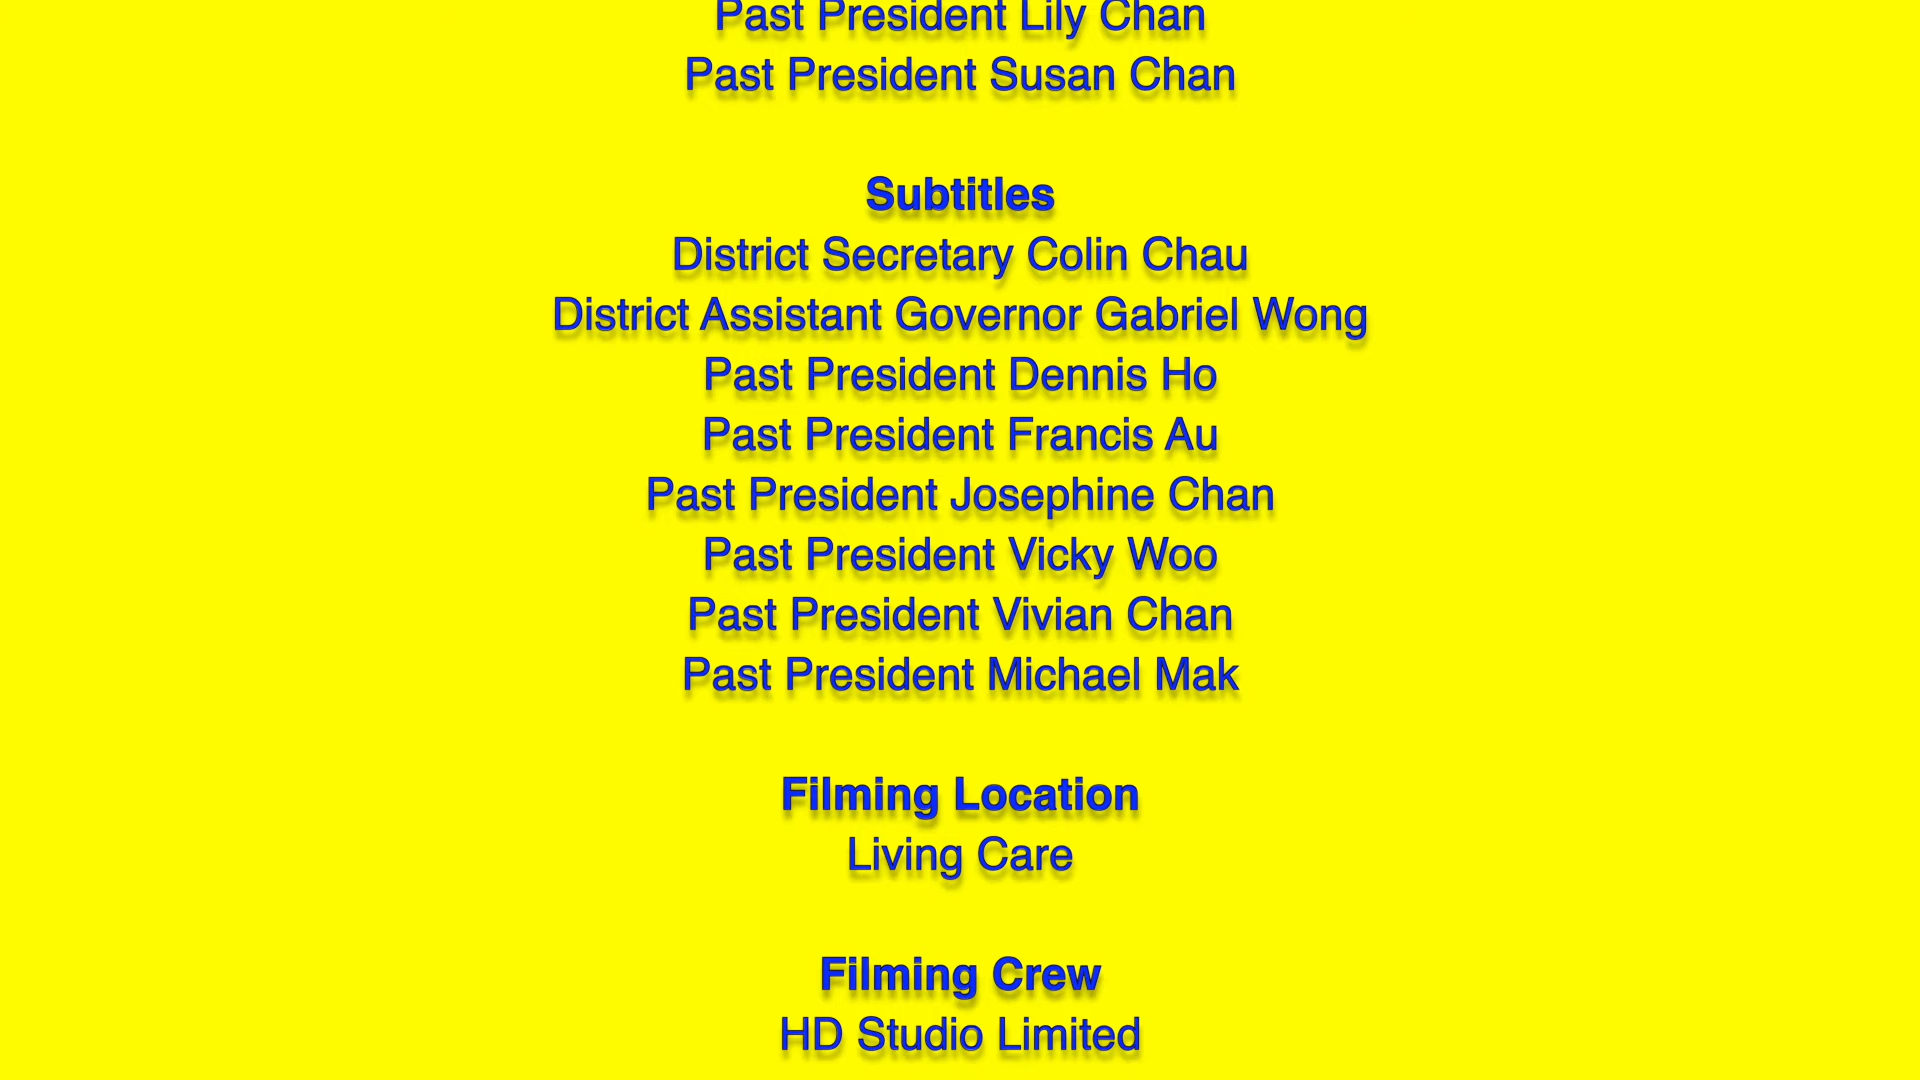 Past President Lily Chan
Past President Susan Chan
Subtitles
District Secretary Colin Chau
District Assistant Governor Gabriel Wong
Past President Dennis Ho
Past President Francis Au
Past President Josephine Chan
Past President Vicky Woo
Past President Vivian Chan
Past President Michael Mak
Filming Location
Living Care
Filming Crew
HD Studio Limited